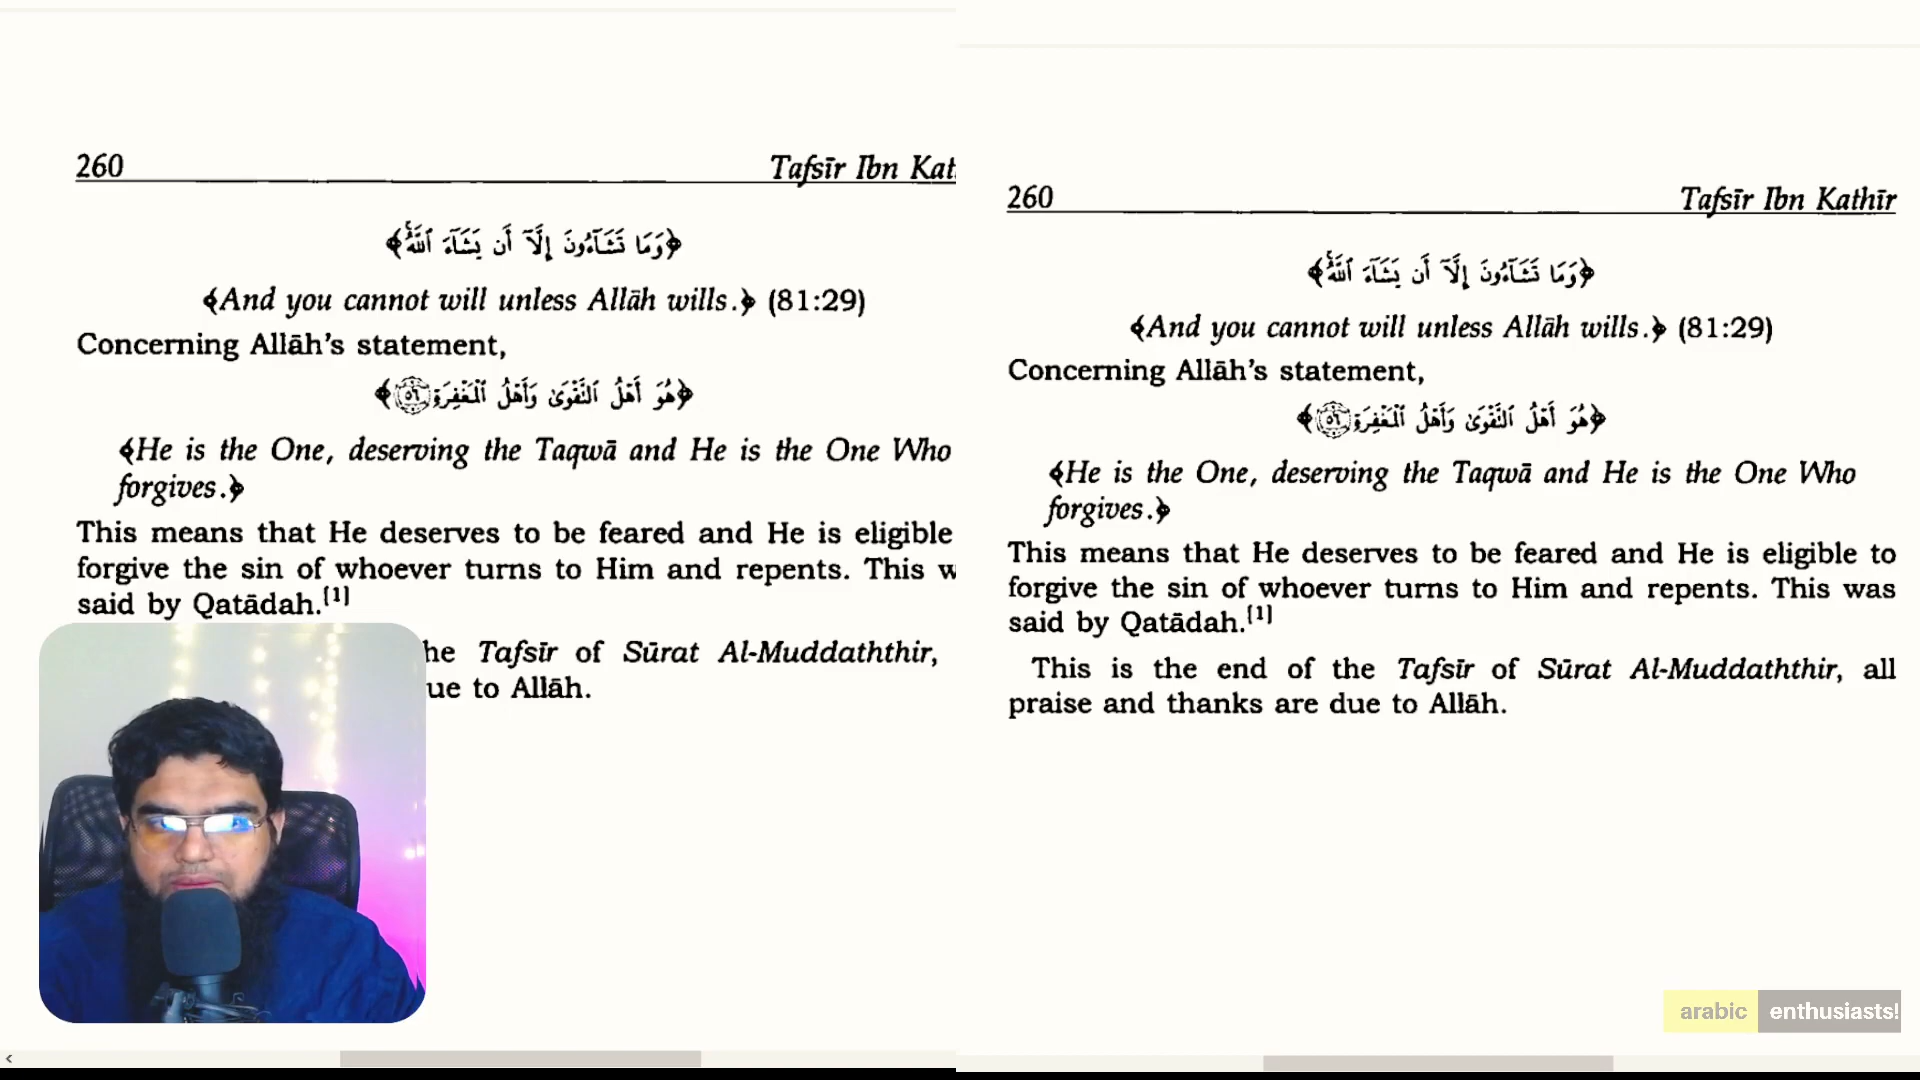 260 Tafsīr Ibn Kat
﴿وَمَا تَشَآءُونَ إِلَّآ أَن يَشَآءَ ٱللَّهُ﴾
﴾And you cannot will unless Allāh wills.﴿ (81:29)
Concerning Allāh's statement,
﴿هُوَ أَهْلُ ٱلتَّقْوَىٰ وَأَهْلُ ٱلْمَغْفِرَةِ ٥٦﴾
﴾He is the One, deserving the Taqwā and He is the One Who
forgives.﴿
This means that He deserves to be feared and He is eligible
forgive the sin of whoever turns to Him and repents. This w
said by Qatādah.[1]
he Tafsīr of Sūrat Al-Muddaththir,
ue to Allāh.
260 Tafsīr Ibn Kathīr
﴿وَمَا تَشَآءُونَ إِلَّآ أَن يَشَآءَ ٱللَّهُ﴾
﴾And you cannot will unless Allāh wills.﴿ (81:29)
Concerning Allāh's statement,
﴿هُوَ أَهْلُ ٱلتَّقْوَىٰ وَأَهْلُ ٱلْمَغْفِرَةِ ٥٦﴾
﴾He is the One, deserving the Taqwā and He is the One Who
forgives.﴿
This means that He deserves to be feared and He is eligible to
forgive the sin of whoever turns to Him and repents. This was
said by Qatādah.[1]
This is the end of the Tafsīr of Sūrat Al-Muddaththir, all
praise and thanks are due to Allāh.
arabic enthusiasts!